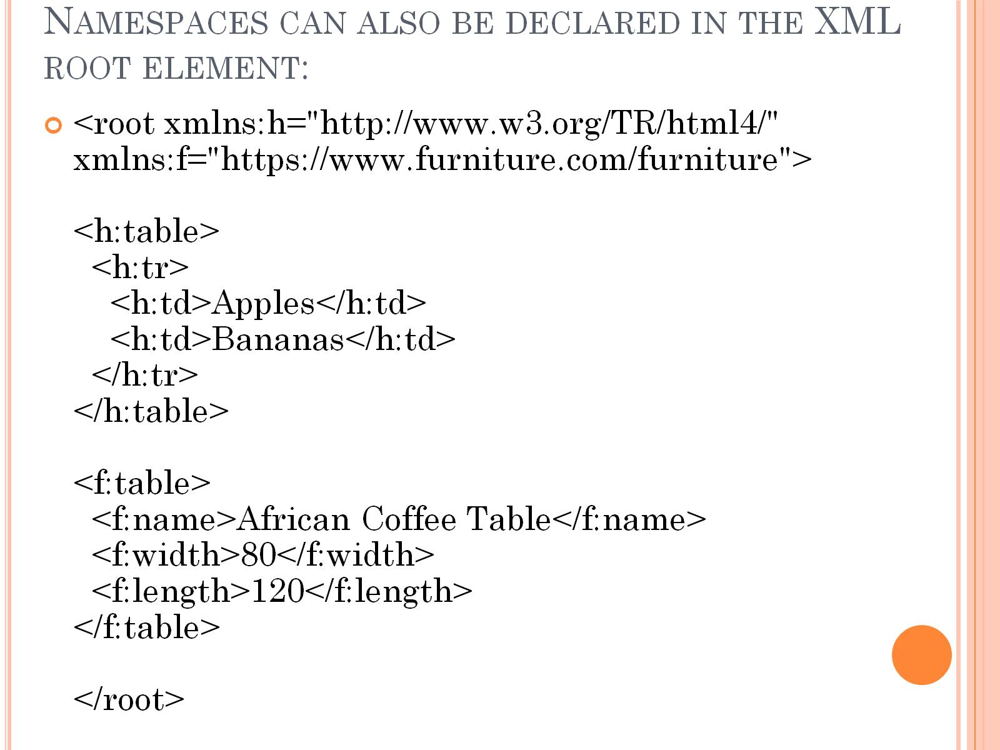 Namespaces can also be declared in the XML
root element:
<root xmlns:h="http://www.w3.org/TR/html4/"
xmlns:f="https://www.furniture.com/furniture">
<h:table>
<h:tr>
<h:td>Apples</h:td>
<h:td>Bananas</h:td>
</h:tr>
</h:table>
<f:table>
<f:name>African Coffee Table</f:name>
<f:width>80</f:width>
<f:length>120</f:length>
</f:table>
</root>